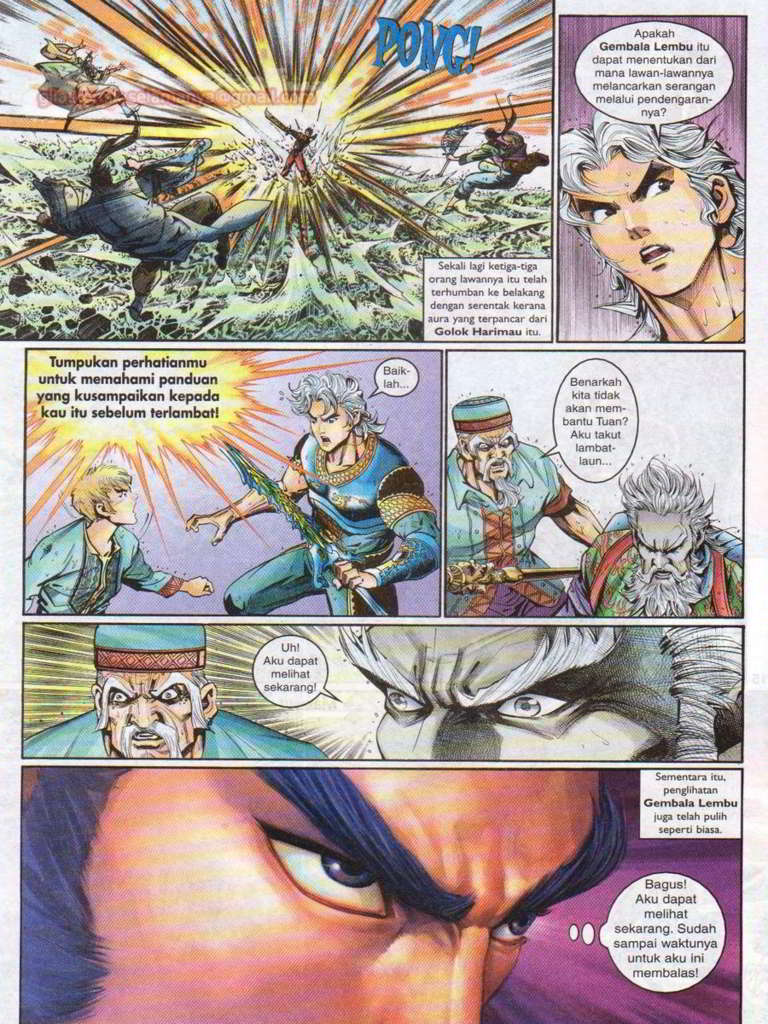 PONG!
Apakah
Gembala Lembu itu
dapat menentukan dari
mana lawan-lawannya
melancarkan serangan
melalui pendengaran-
nya?
Sekali lagi ketiga-tiga
orang lawannya itu telah
terhumban ke belakang
dengan serentak kerana
aura yang terpancar dari
Golok Harimau itu.
Tumpukan perhatianmu
untuk memahami panduan
yang kusampaikan kepada
kau itu sebelum terlambat!
Baik-
lah...
Benarkah
kita tidak
akan mem-
bantu Tuan?
Aku takut
lambat-
laun...
Uh!
Aku dapat
melihat
sekarang!
Sementara itu,
penglihatan
Gembala Lembu
juga telah pulih
seperti biasa.
Bagus!
Aku dapat
melihat
sekarang. Sudah
sampai waktunya
untuk aku ini
membalas!